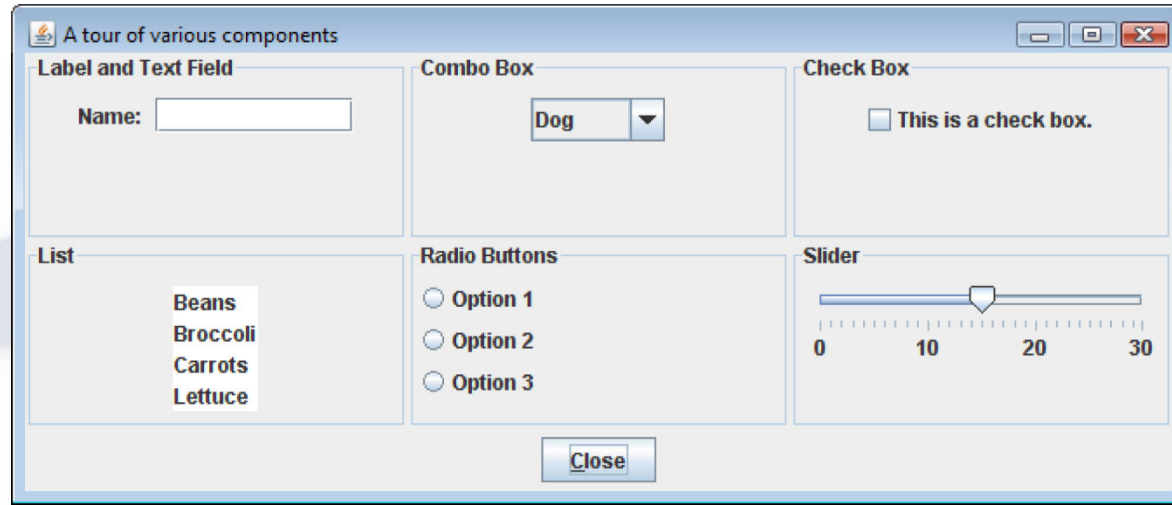 A tour of various components
Label and Text Field
Name:
Combo Box
Dog
Check Box
This is a check box.
List
Beans
Broccoli
Carrots
Lettuce
Radio Buttons
Option 1
Option 2
Option 3
Slider
0 10 20 30
Close